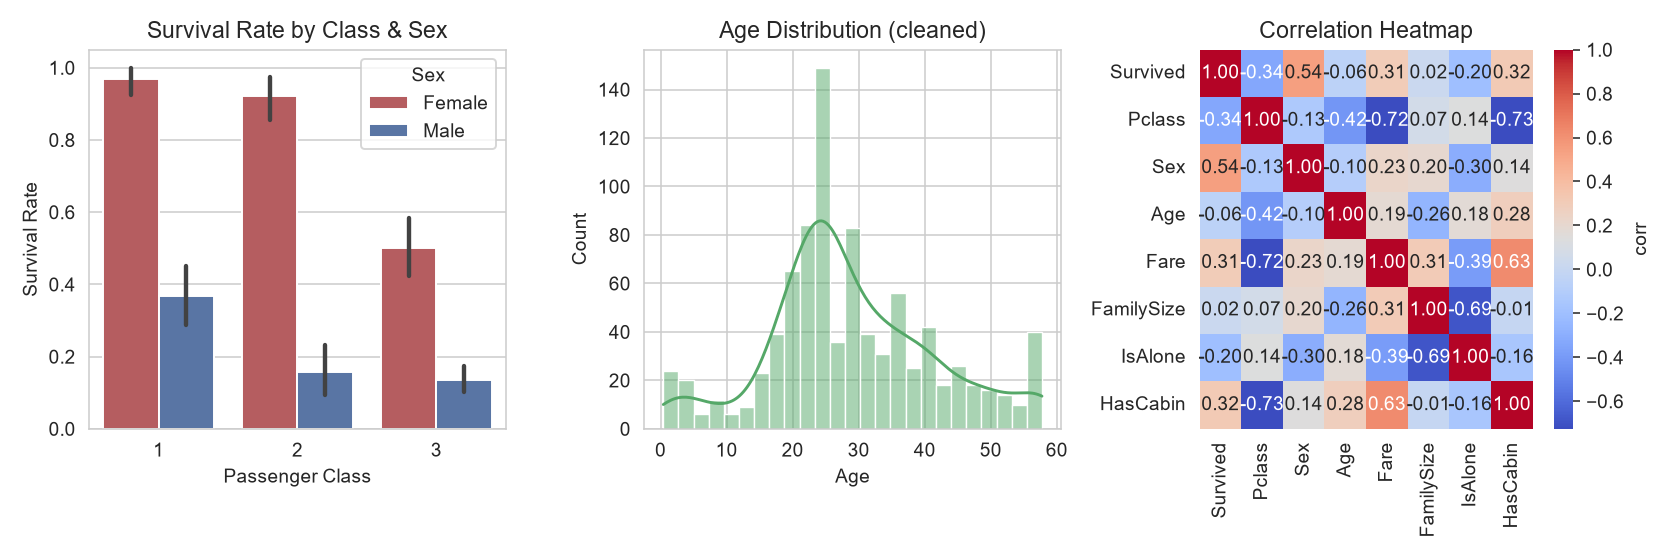 Survival Rate by Class & Sex
Survival Rate
1.0
0.8
0.6
0.4
0.2
0.0
Sex
Female
Male
1 2 3
Passenger Class
Age Distribution (cleaned)
Count
140
120
100
80
60
40
20
0
0 10 20 30 40 50 60
Age
Correlation Heatmap
Survived 1.00 -0.34 0.54 -0.06 0.31 0.02 -0.20 0.32
Pclass -0.34 1.00 -0.13 -0.42 -0.72 0.07 0.14 -0.73
Sex 0.54 -0.13 1.00 -0.10 0.23 0.20 -0.30 0.14
Age -0.06 -0.42 -0.10 1.00 0.19 -0.26 0.18 0.28
Fare 0.31 -0.72 0.23 0.19 1.00 0.31 -0.39 0.63
FamilySize 0.02 0.07 0.20 -0.26 0.31 1.00 -0.69 -0.01
IsAlone -0.20 0.14 -0.30 0.18 -0.39 -0.69 1.00 -0.16
HasCabin 0.32 -0.73 0.14 0.28 0.63 -0.01 -0.16 1.00
Survived Pclass Sex Age Fare FamilySize IsAlone HasCabin
1.0
0.8
0.6
0.4
0.2
0.0
−0.2
−0.4
−0.6
corr